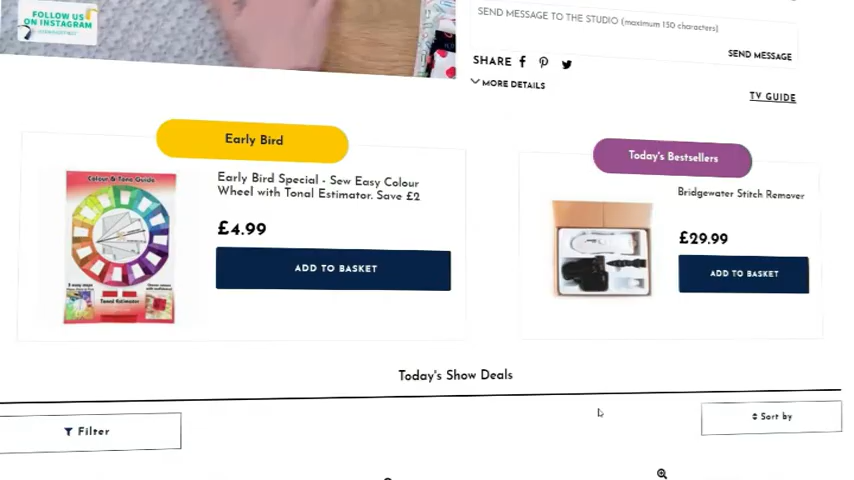 FOLLOW US
ON INSTAGRAM
SEND MESSAGE TO THE STUDIO (maximum 150 characters)
SEND MESSAGE
SHARE
MORE DETAILS
TV GUIDE
Early Bird
Today's Bestsellers
Colour & Tone Guide
Early Bird Special - Sew Easy Colour
Wheel with Tonal Estimator. Save £2
£4.99
ADD TO BASKET
Tonal Estimator
Bridgewater Stitch Remover
£29.99
ADD TO BASKET
Today's Show Deals
Filter
Sort by